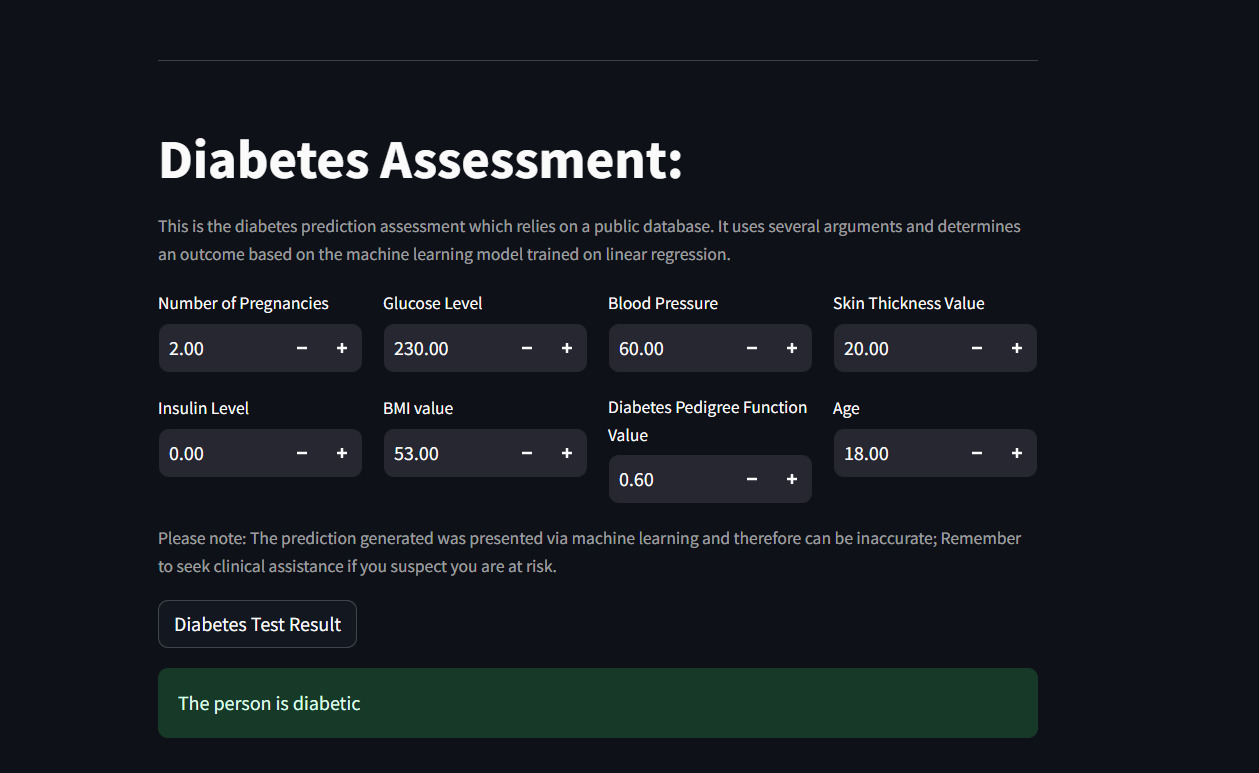 Diabetes Assessment:
This is the diabetes prediction assessment which relies on a public database. It uses several arguments and determines
an outcome based on the machine learning model trained on linear regression.
Number of Pregnancies
Glucose Level
Blood Pressure
Skin Thickness Value
2.00 − +
230.00 − +
60.00 − +
20.00 − +
Insulin Level
BMI value
Diabetes Pedigree Function
Value
Age
0.00 − +
53.00 − +
0.60 − +
18.00 − +
Please note: The prediction generated was presented via machine learning and therefore can be inaccurate; Remember
to seek clinical assistance if you suspect you are at risk.
Diabetes Test Result
The person is diabetic